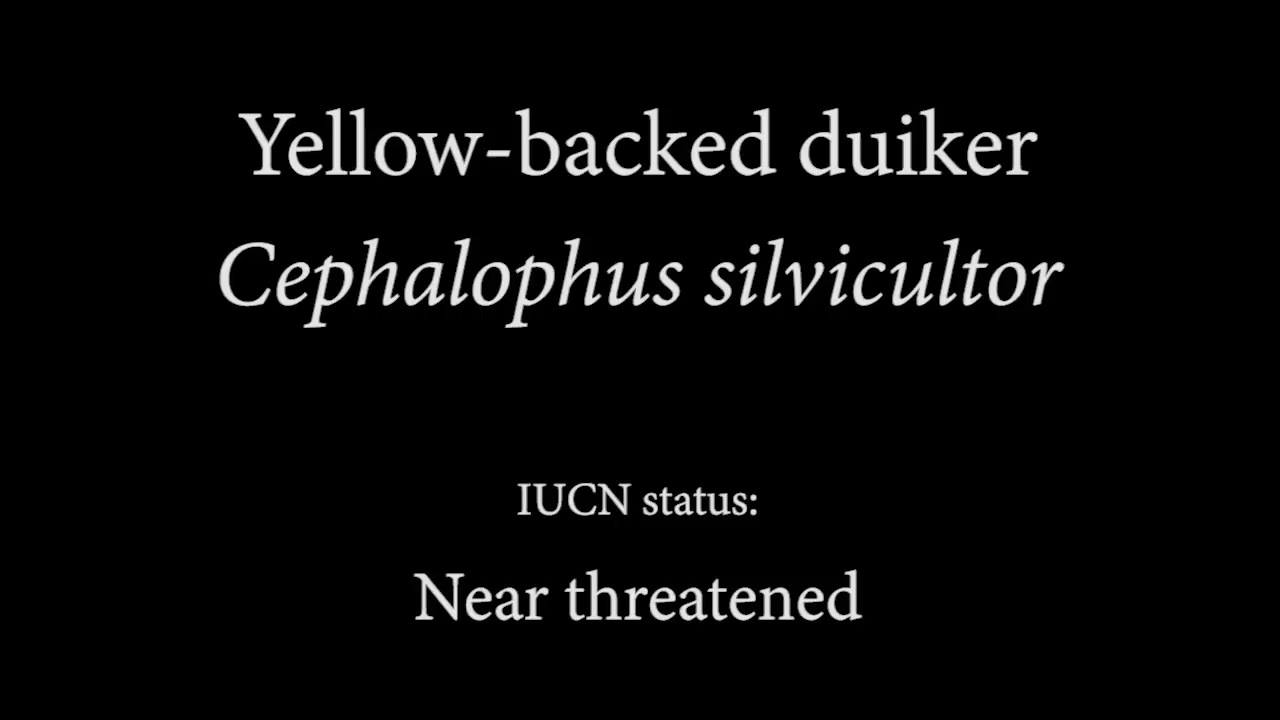 Yellow-backed duiker
Cephalophus silvicultor
IUCN status:
Near threatened